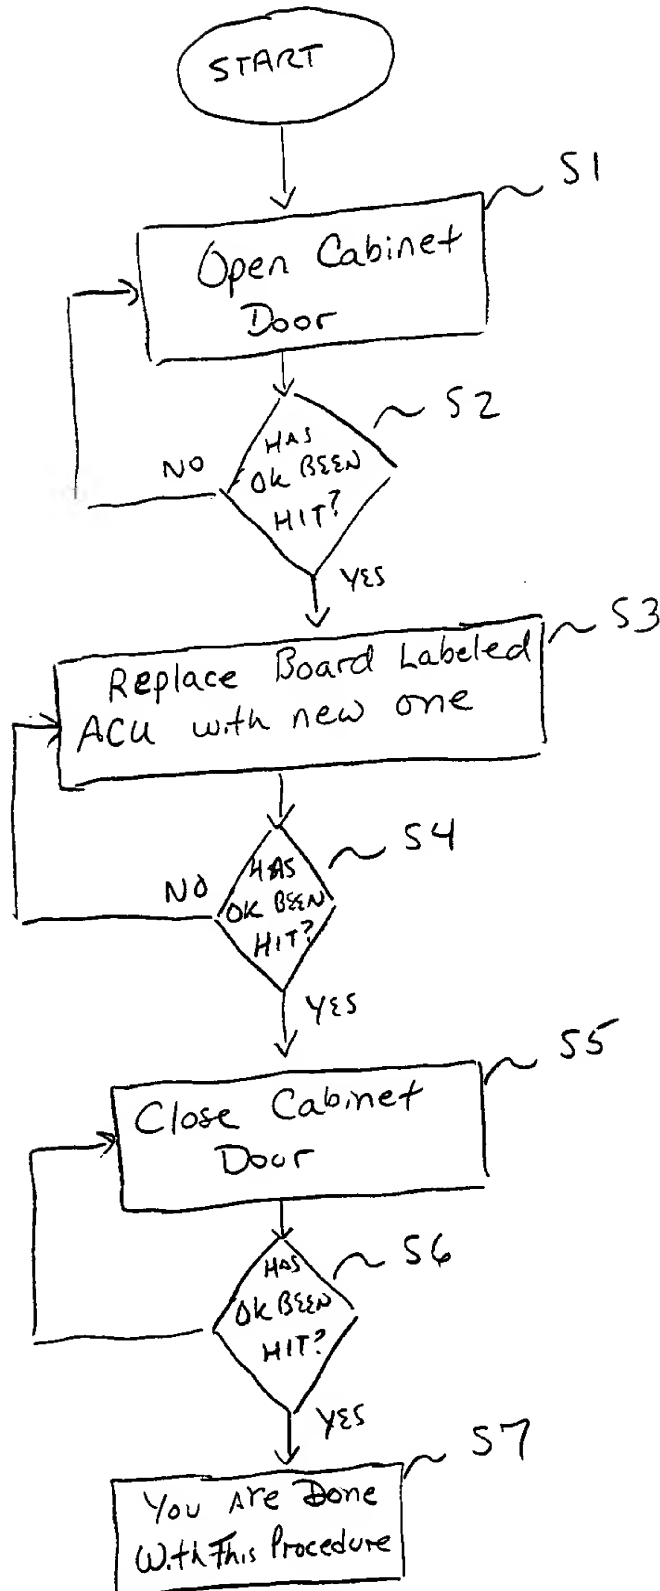 START
S1
Open Cabinet
Door
S2
HAS
OK BEEN
HIT?
NO
YES
S3
Replace Board Labeled
ACU with new one
S4
HAS
OK BEEN
HIT?
NO
YES
S5
Close Cabinet
Door
S6
HAS
OK BEEN
HIT?
YES
S7
You Are Done
With This Procedure